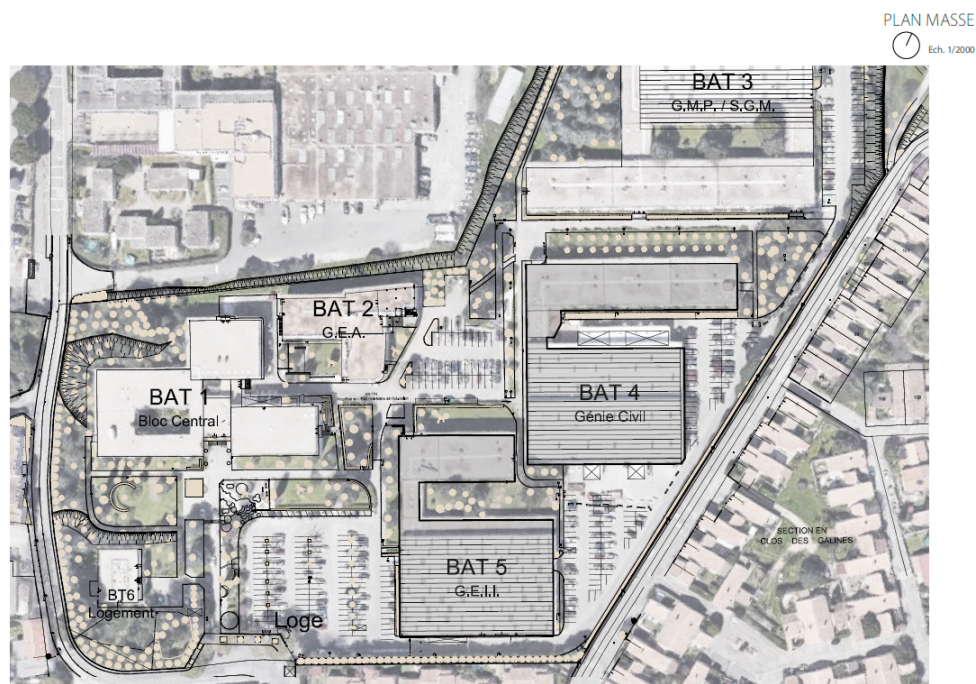 PLAN MASSE
Ech. 1/2000
BAT 3
G.M.P. / S.G.M.
BAT 2
G.E.A.
BAT 1
Bloc Central
BAT 4
Génie Civil
BAT 5
G.E.I.I.
SECTION EN
CLOS DES GALINES
BT6
Logement
Loge